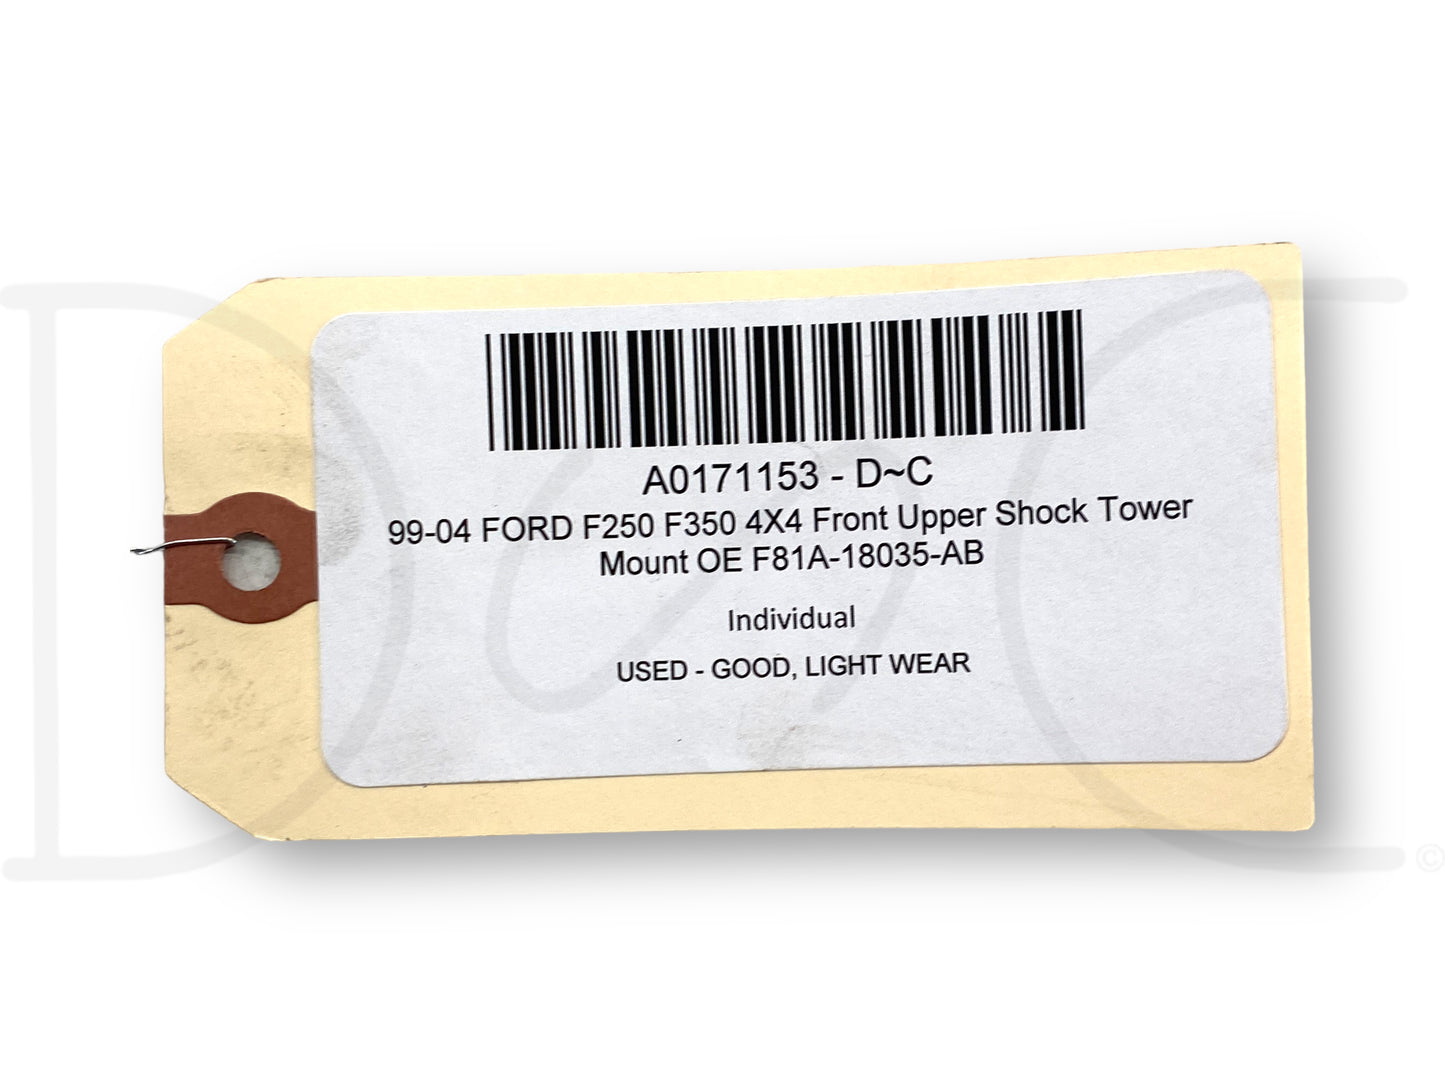 A0171153 - D~C
99-04 FORD F250 F350 4X4 Front Upper Shock Tower
Mount OE F81A-18035-AB
Individual
USED - GOOD, LIGHT WEAR
©